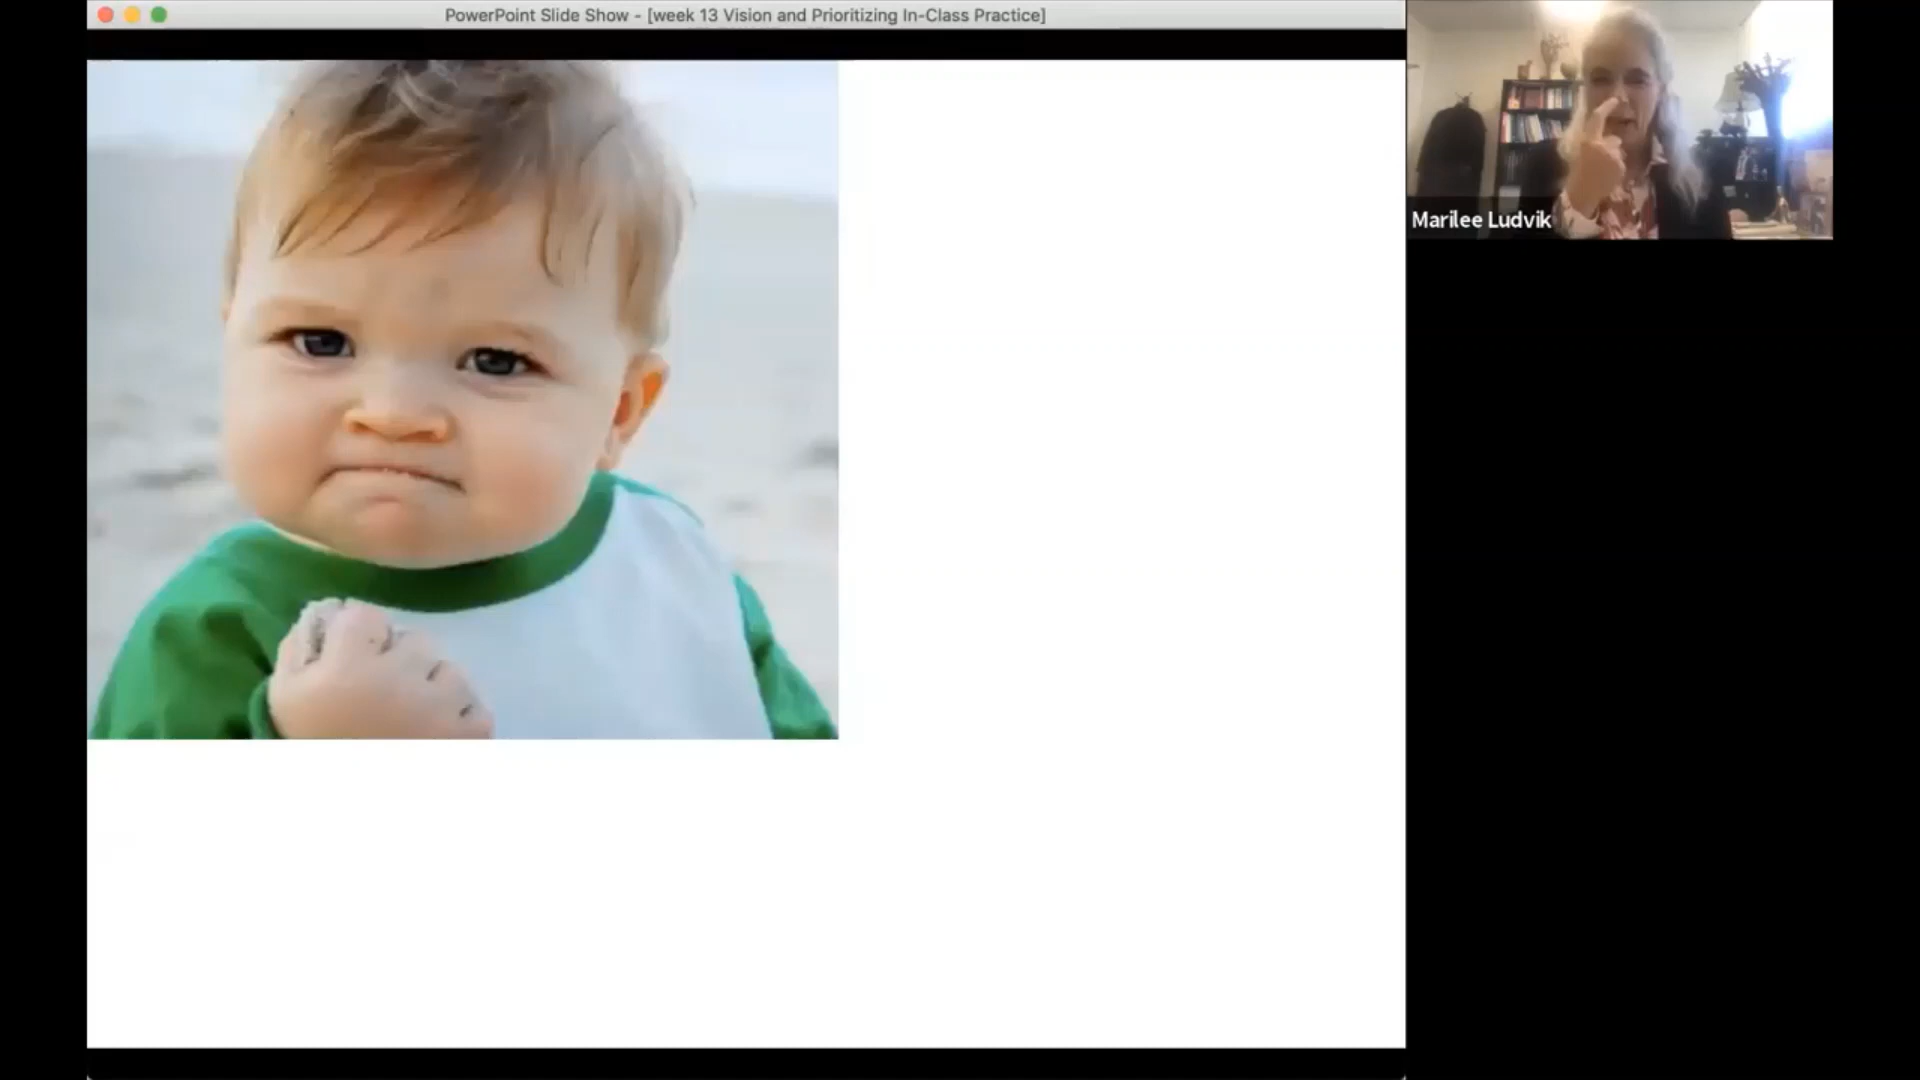 PowerPoint Slide Show - [week 13 Vision and Prioritizing In-Class Practice]
Marilee Ludvik